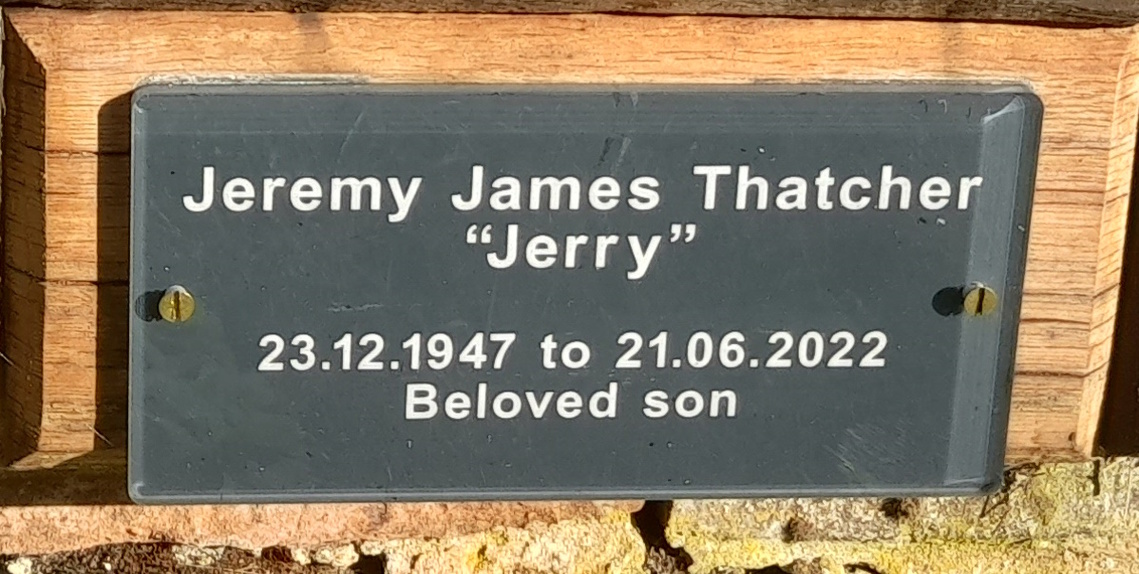 Jeremy James Thatcher
“Jerry”
23.12.1947 to 21.06.2022
Beloved son